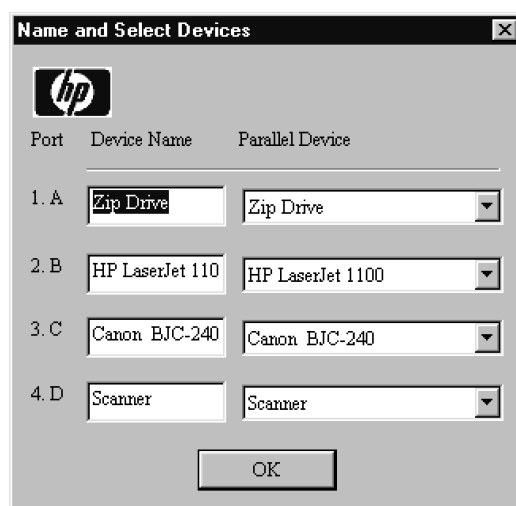 Name and Select Devices
hp
Port Device Name Parallel Device
1. A Zip Drive Zip Drive
2. B HP LaserJet 110 HP LaserJet 1100
3. C Canon BJC-240 Canon BJC-240
4. D Scanner Scanner
OK